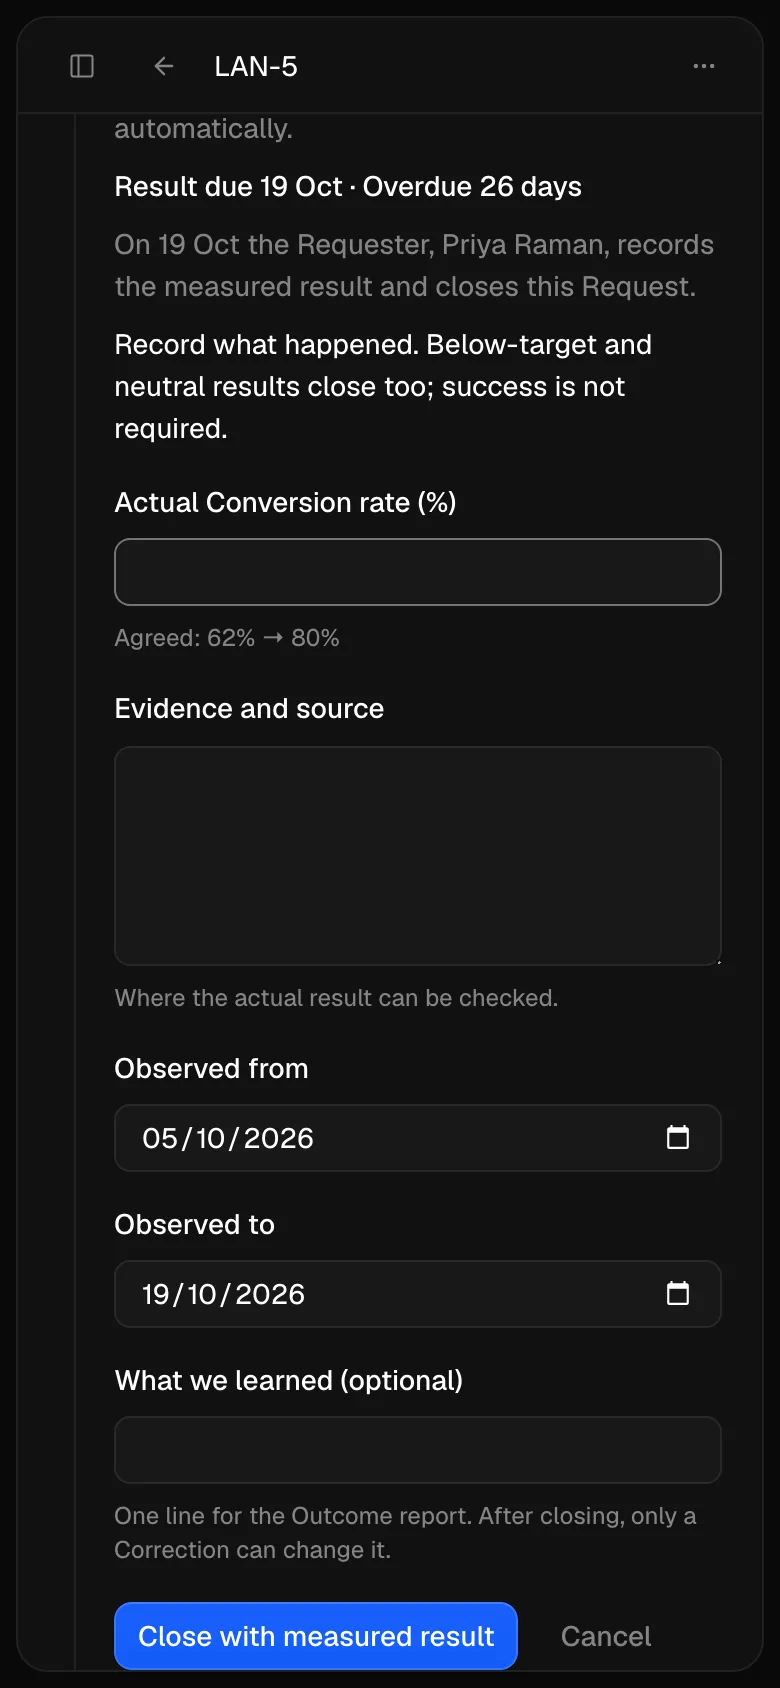 LAN-5
automatically.
Result due 19 Oct · Overdue 26 days
On 19 Oct the Requester, Priya Raman, records
the measured result and closes this Request.
Record what happened. Below-target and
neutral results close too; success is not
required.
Actual Conversion rate (%)
Agreed: 62% → 80%
Evidence and source
Where the actual result can be checked.
Observed from
05/10/2026
Observed to
19/10/2026
What we learned (optional)
One line for the Outcome report. After closing, only a
Correction can change it.
Close with measured result
Cancel